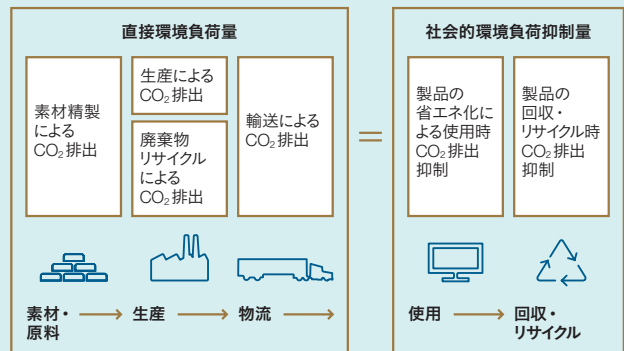 直接環境負荷量
素材精製
による
CO₂排出
生産による
CO₂排出
廃棄物
リサイクル
による
CO₂排出
輸送による
CO₂排出
素材・
原料
生産
物流
=
社会的環境負荷抑制量
製品の
省エネ化
による使用時
CO₂排出
抑制
製品の
回収・
リサイクル時
CO₂排出
抑制
使用
回収・
リサイクル